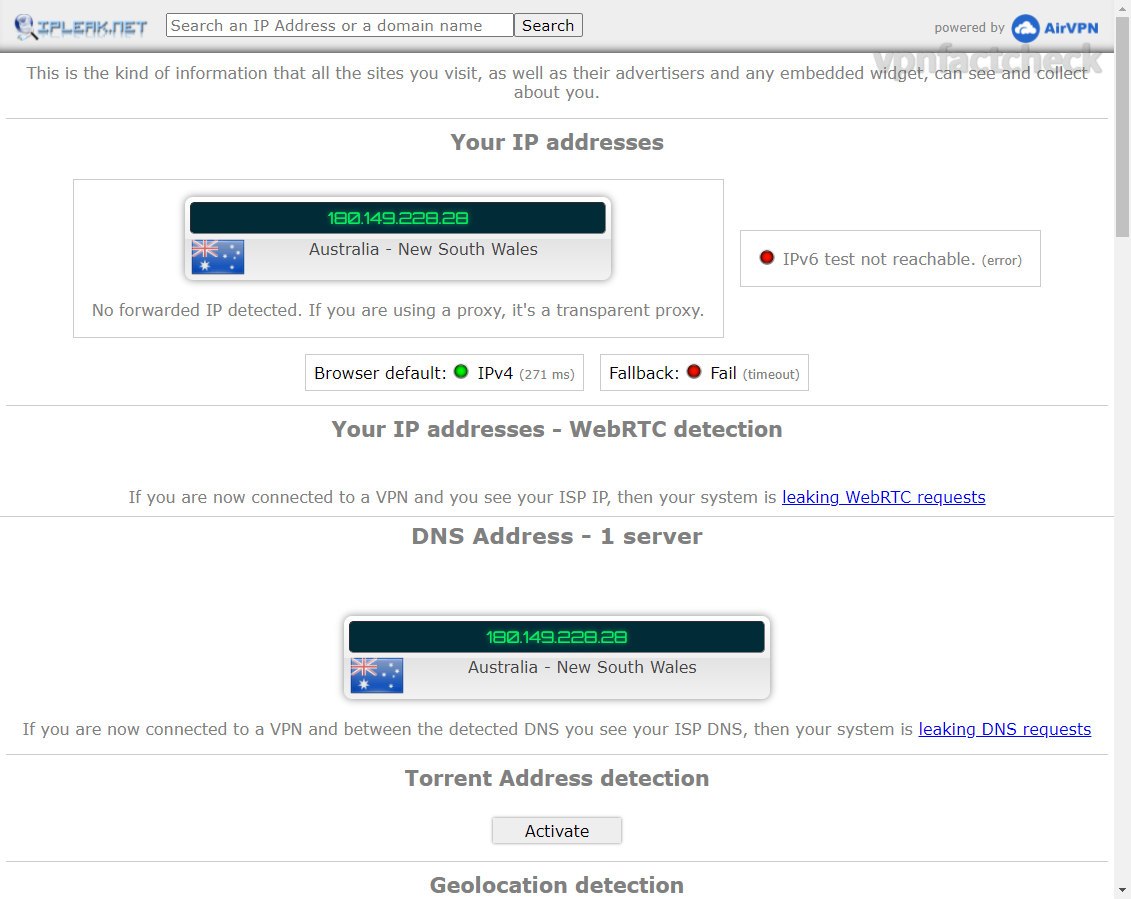 IPLEAK.NET
Search an IP Address or a domain name
Search
powered by AirVPN
vpnfactcheck
This is the kind of information that all the sites you visit, as well as their advertisers and any embedded widget, can see and collect
about you.
Your IP addresses
180.149.228.28
Australia - New South Wales
No forwarded IP detected. If you are using a proxy, it's a transparent proxy.
IPv6 test not reachable. (error)
Browser default: IPv4 (271 ms)
Fallback: Fail (timeout)
Your IP addresses - WebRTC detection
If you are now connected to a VPN and you see your ISP IP, then your system is leaking WebRTC requests
DNS Address - 1 server
180.149.228.28
Australia - New South Wales
If you are now connected to a VPN and between the detected DNS you see your ISP DNS, then your system is leaking DNS requests
Torrent Address detection
Activate
Geolocation detection